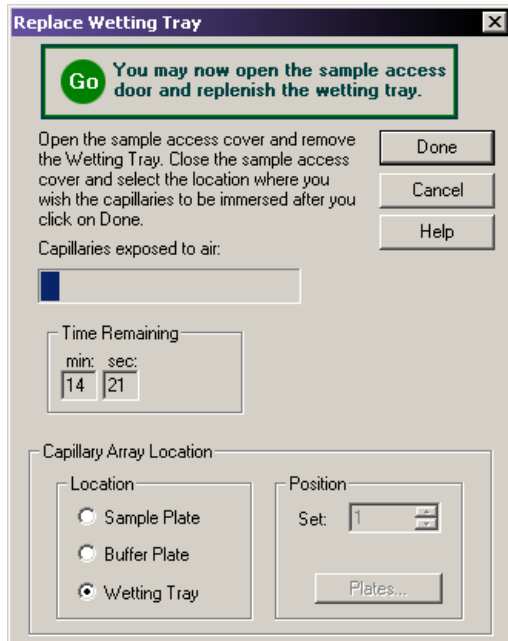 Replace Wetting Tray
Go
You may now open the sample access
door and replenish the wetting tray.
Open the sample access cover and remove
the Wetting Tray. Close the sample access
cover and select the location where you
wish the capillaries to be immersed after you
click on Done.
Done
Cancel
Help
Capillaries exposed to air:
Time Remaining
min: sec:
14 21
Capillary Array Location
Location
Sample Plate
Buffer Plate
Wetting Tray
Position
Set: 1
Plates...